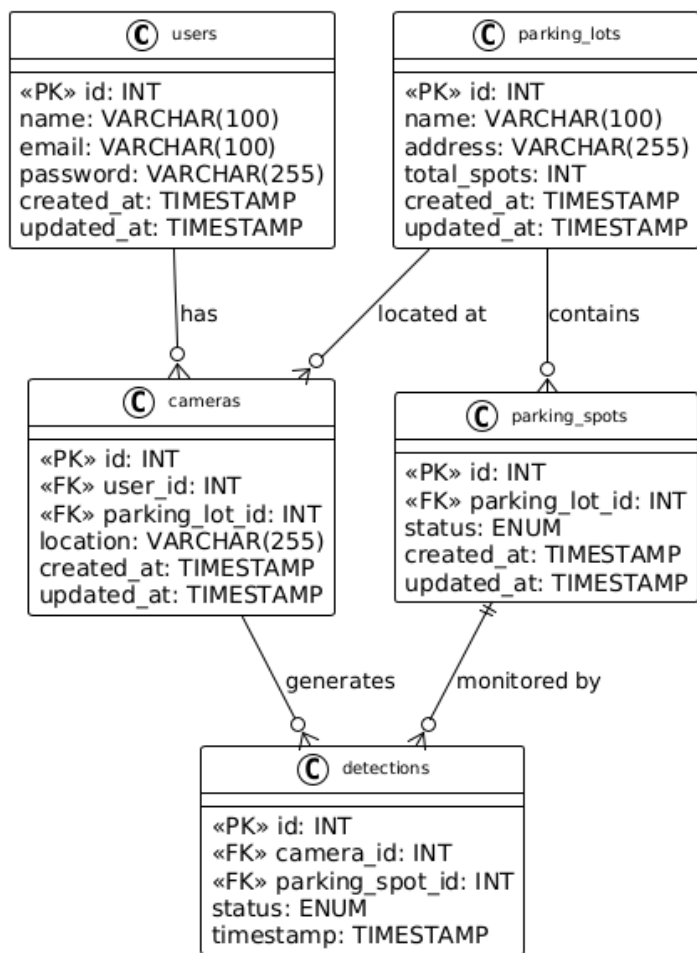 C users
«PK» id: INT
name: VARCHAR(100)
email: VARCHAR(100)
password: VARCHAR(255)
created_at: TIMESTAMP
updated_at: TIMESTAMP
C parking_lots
«PK» id: INT
name: VARCHAR(100)
address: VARCHAR(255)
total_spots: INT
created_at: TIMESTAMP
updated_at: TIMESTAMP
has
located at
contains
C cameras
«PK» id: INT
«FK» user_id: INT
«FK» parking_lot_id: INT
location: VARCHAR(255)
created_at: TIMESTAMP
updated_at: TIMESTAMP
C parking_spots
«PK» id: INT
«FK» parking_lot_id: INT
status: ENUM
created_at: TIMESTAMP
updated_at: TIMESTAMP
generates
monitored by
C detections
«PK» id: INT
«FK» camera_id: INT
«FK» parking_spot_id: INT
status: ENUM
timestamp: TIMESTAMP